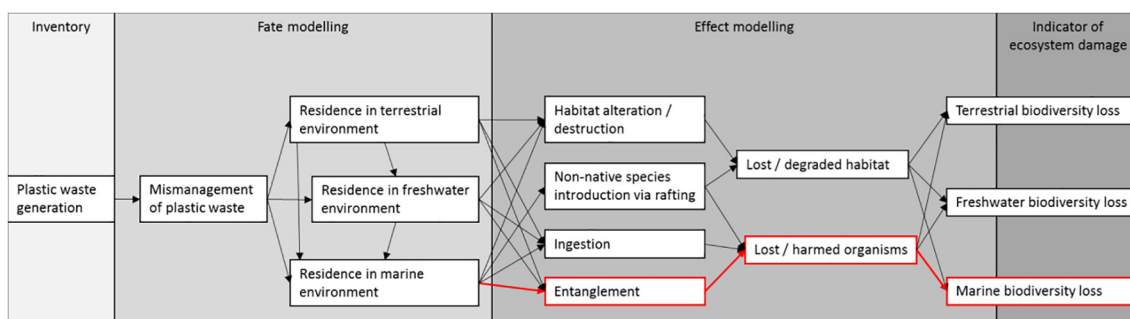 Inventory
Fate modelling
Effect modelling
Indicator of
ecosystem damage
Plastic waste
generation
Mismanagement
of plastic waste
Residence in terrestrial
environment
Residence in freshwater
environment
Residence in marine
environment
Habitat alteration /
destruction
Non-native species
introduction via rafting
Ingestion
Entanglement
Lost / degraded habitat
Lost / harmed organisms
Terrestrial biodiversity loss
Freshwater biodiversity loss
Marine biodiversity loss